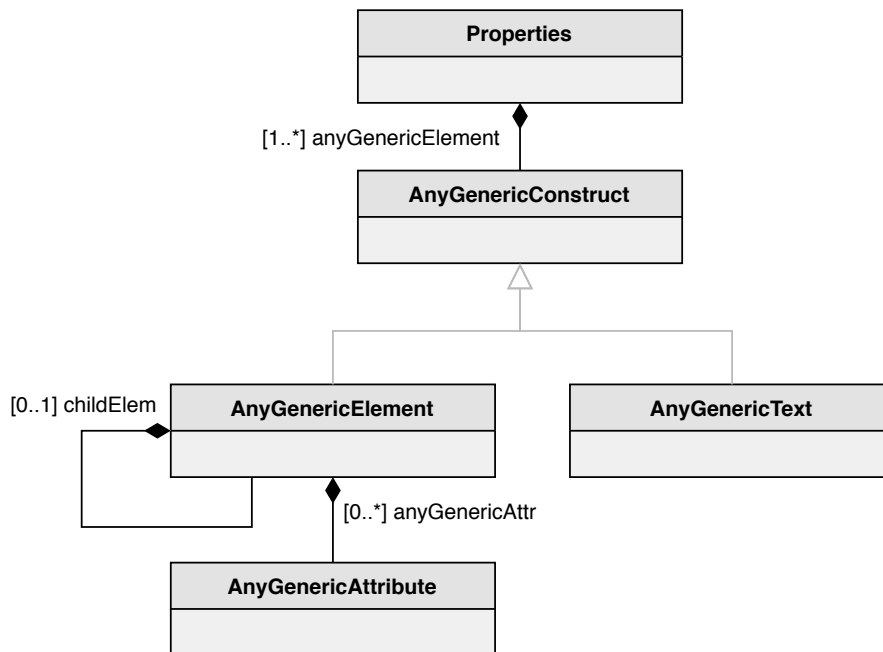 Properties
[1..*] anyGenericElement
AnyGenericConstruct
[0..1] childElem
AnyGenericElement
AnyGenericText
[0..*] anyGenericAttr
AnyGenericAttribute